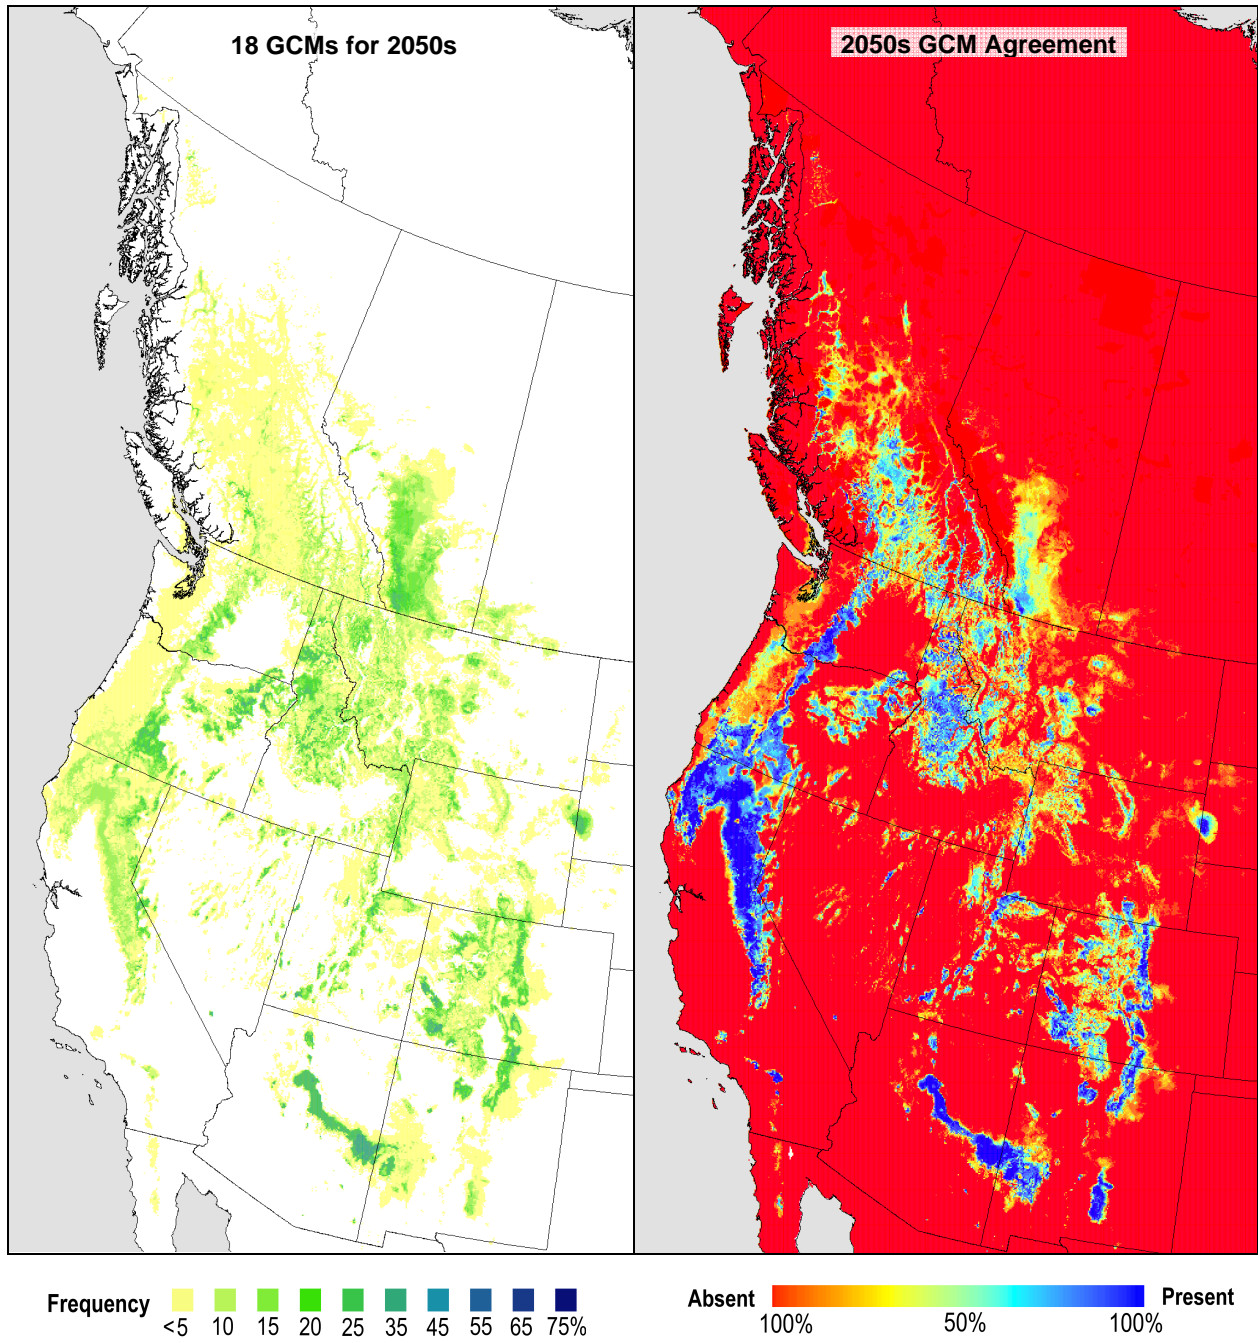 18 GCMs for 2050s
2050s GCM Agreement
Frequency
<5 10 15 20 25 35 45 55 65 75%
Absent Present
100% 50% 100%